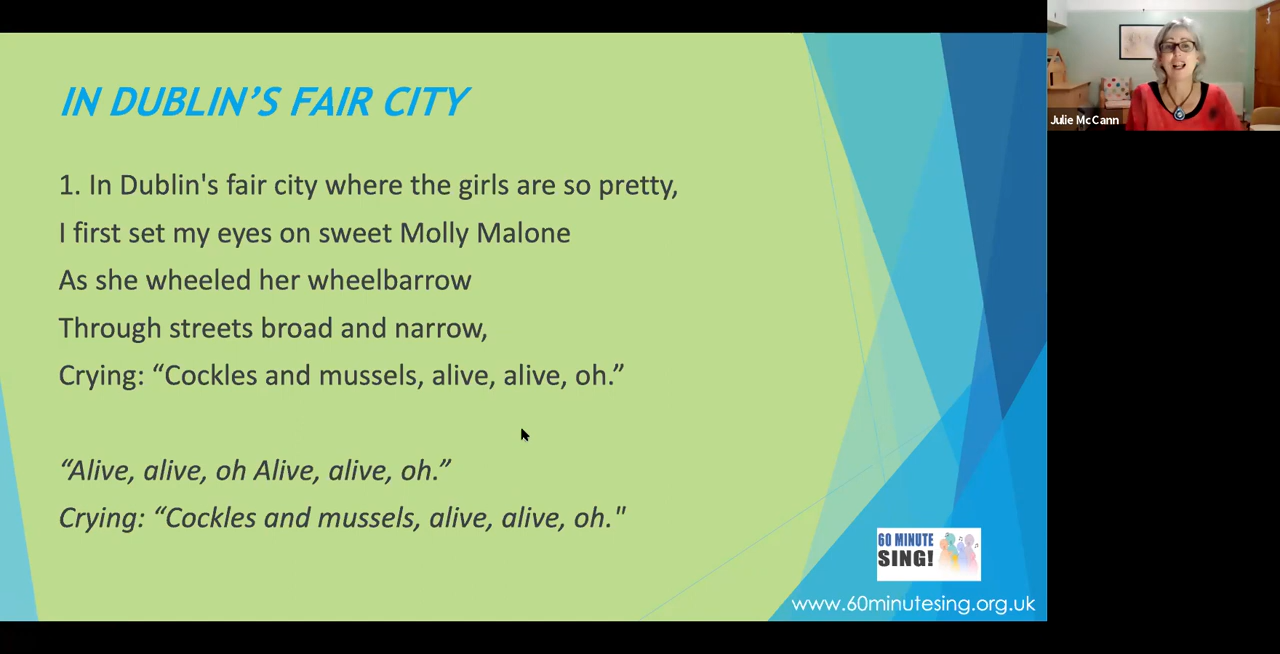 IN DUBLIN'S FAIR CITY
1. In Dublin's fair city where the girls are so pretty,
I first set my eyes on sweet Molly Malone
As she wheeled her wheelbarrow
Through streets broad and narrow,
Crying: “Cockles and mussels, alive, alive, oh.”
“Alive, alive, oh Alive, alive, oh.”
Crying: “Cockles and mussels, alive, alive, oh."
60 MINUTE
SING!
www.60minutesing.org.uk
Julie McCann